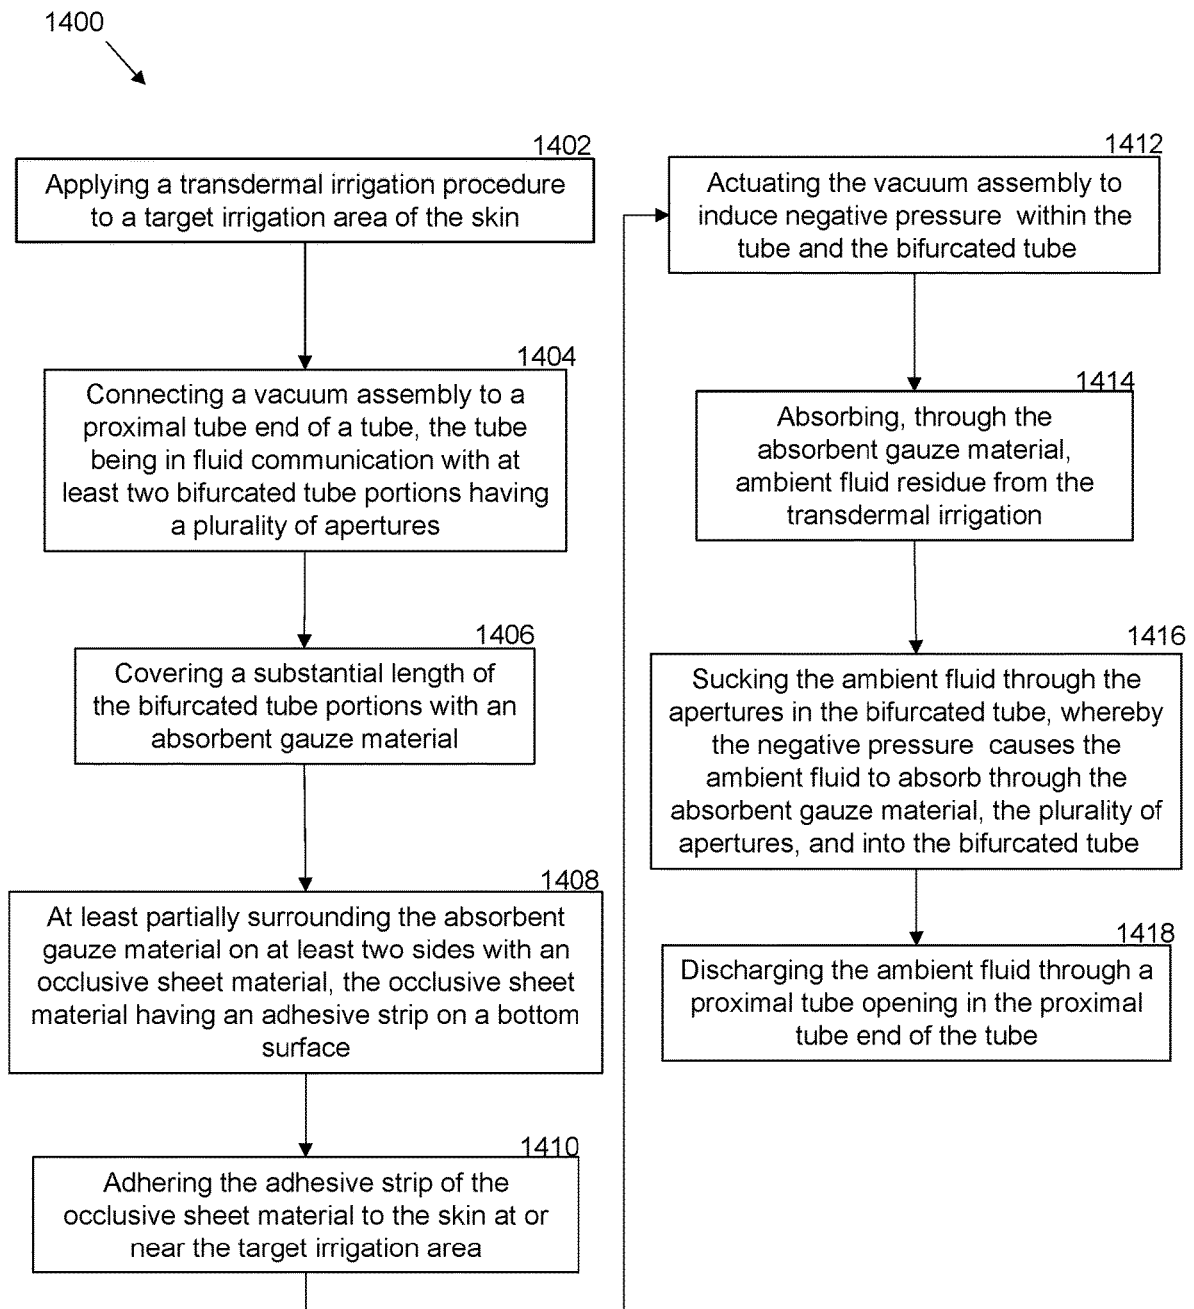 1400
1402
Applying a transdermal irrigation procedure
to a target irrigation area of the skin
1404
Connecting a vacuum assembly to a
proximal tube end of a tube, the tube
being in fluid communication with at
least two bifurcated tube portions having
a plurality of apertures
1406
Covering a substantial length of
the bifurcated tube portions with an
absorbent gauze material
1408
At least partially surrounding the absorbent
gauze material on at least two sides with an
occlusive sheet material, the occlusive sheet
material having an adhesive strip on a bottom
surface
1410
Adhering the adhesive strip of the
occlusive sheet material to the skin at or
near the target irrigation area
1412
Actuating the vacuum assembly to
induce negative pressure within the
tube and the bifurcated tube
1414
Absorbing, through the
absorbent gauze material,
ambient fluid residue from the
transdermal irrigation
1416
Sucking the ambient fluid through the
apertures in the bifurcated tube, whereby
the negative pressure causes the
ambient fluid to absorb through the
absorbent gauze material, the plurality of
apertures, and into the bifurcated tube
1418
Discharging the ambient fluid through a
proximal tube opening in the proximal
tube end of the tube